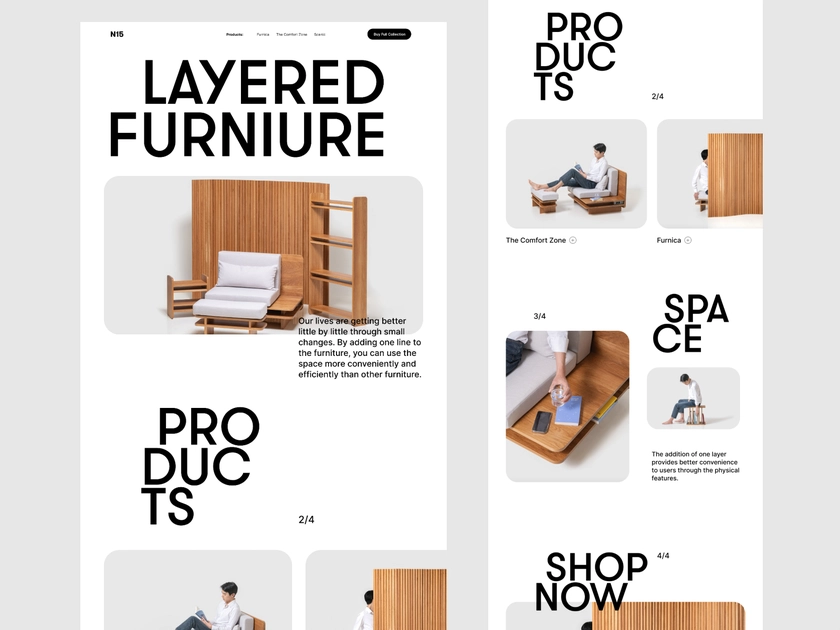 N15
Products Furnica The Comfort Zone
Buy Full Collection
LAYERED
FURNIURE
Our lives are getting better
little by little through small
changes. By adding one line to
the furniture, you can use the
space more conveniently and
efficiently than other furniture.
PRO
DUC
TS
2/4
PRO
DUC
TS
2/4
The Comfort Zone
Furnica
3/4
SPA
CE
The addition of one layer
provides better convenience
to users through the physical
features.
SHOP
NOW
4/4